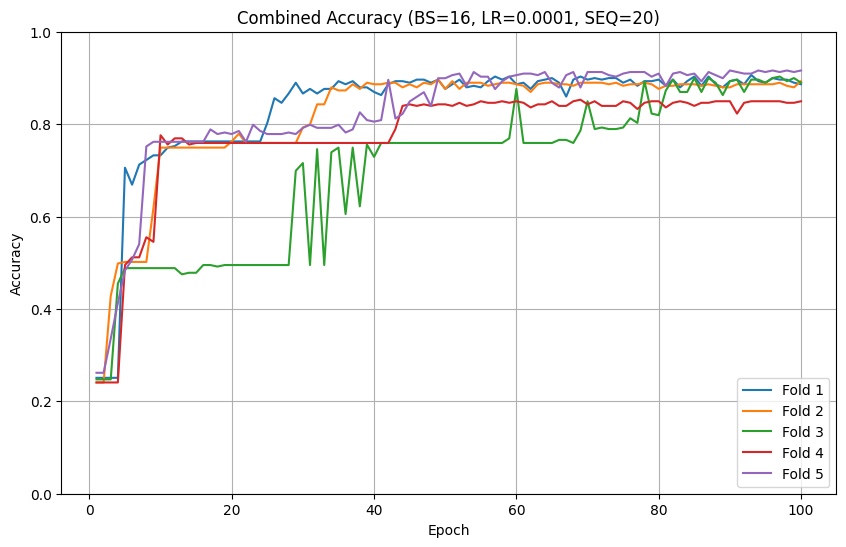 Combined Accuracy (BS=16, LR=0.0001, SEQ=20)
1.0
0.8
0.6
0.4
0.2
0.0
Accuracy
0 20 40 60 80 100
Epoch
Fold 1
Fold 2
Fold 3
Fold 4
Fold 5